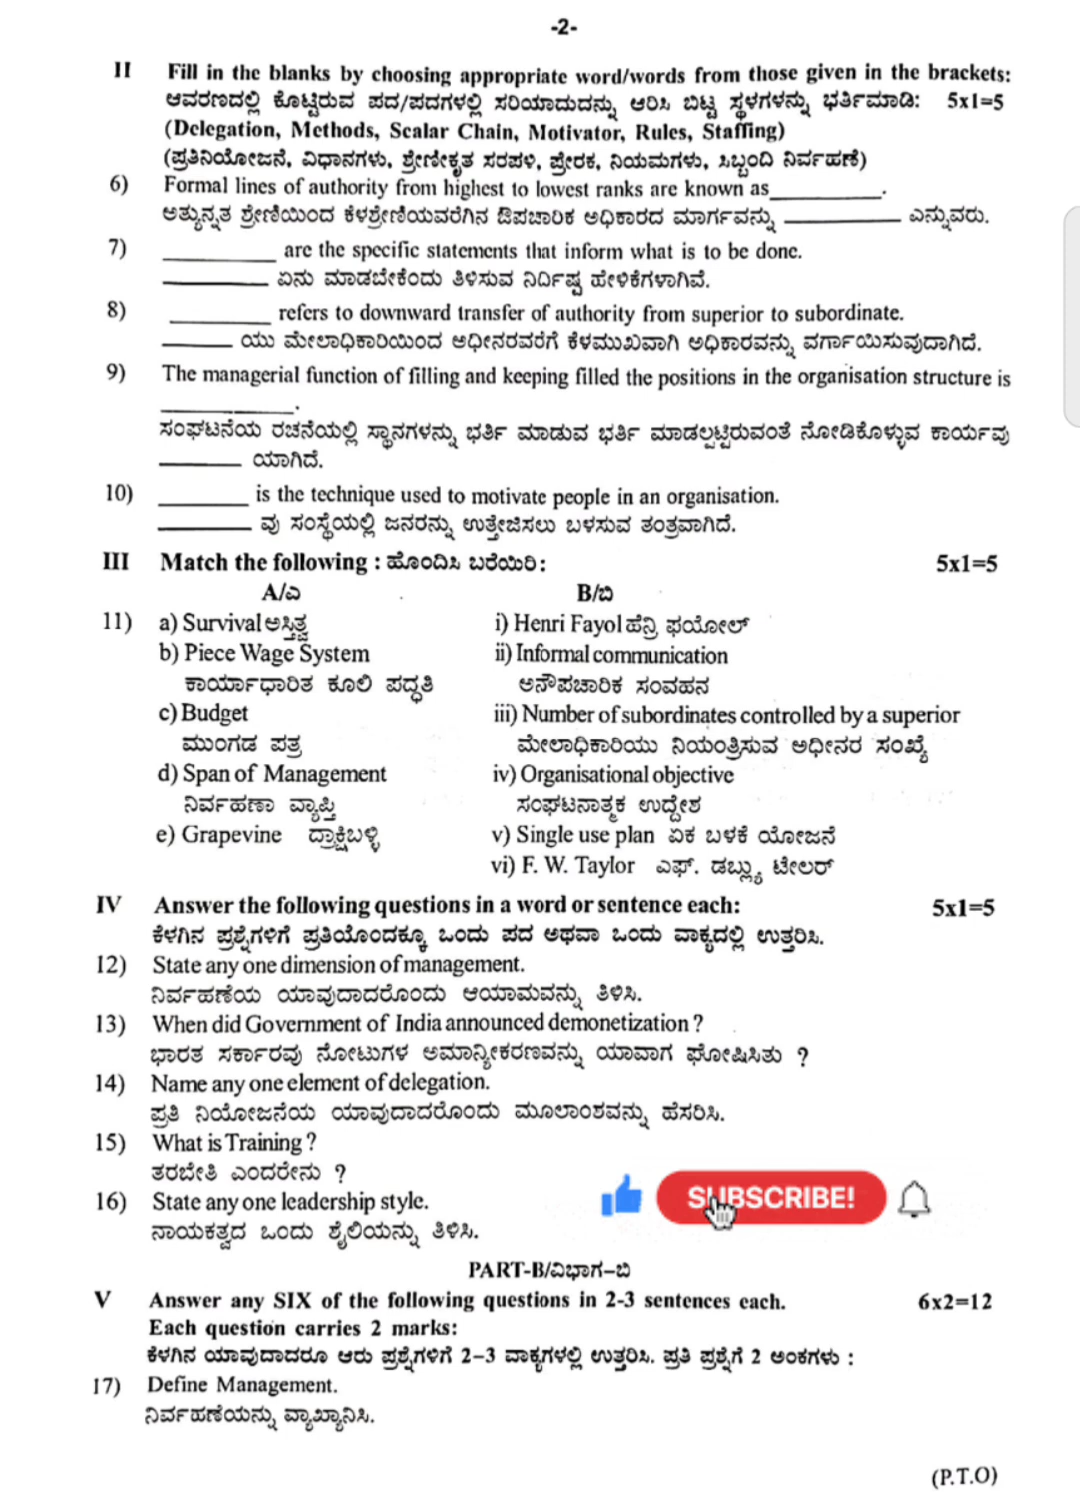 -2-
II Fill in the blanks by choosing appropriate word/words from those given in the brackets:
ಆವರಣದಲ್ಲಿ ಕೊಟ್ಟಿರುವ ಪದ/ಪದಗಳಲ್ಲಿ ಸರಿಯಾದುದನ್ನು ಆರಿಸಿ ಬಿಟ್ಟ ಸ್ಥಳಗಳನ್ನು ಭರ್ತಿಮಾಡಿ: 5x1=5
(Delegation, Methods, Scalar Chain, Motivator, Rules, Staffing)
(ಪ್ರತಿನಿಯೋಜನೆ, ವಿಧಾನಗಳು, ಶ್ರೇಣೀಕೃತ ಸರಪಳಿ, ಪ್ರೇರಕ, ನಿಯಮಗಳು, ಸಿಬ್ಬಂದಿ ನಿರ್ವಹಣೆ)
6) Formal lines of authority from highest to lowest ranks are known as__________.
ಅತ್ಯುನ್ನತ ಶ್ರೇಣಿಯಿಂದ ಕೆಳಶ್ರೇಣಿಯವರೆಗಿನ ಔಪಚಾರಿಕ ಅಧಿಕಾರದ ಮಾರ್ಗವನ್ನು __________ ಎನ್ನುವರು.
7) __________ are the specific statements that inform what is to be done.
__________ ಏನು ಮಾಡಬೇಕೆಂದು ತಿಳಿಸುವ ನಿರ್ದಿಷ್ಟ ಹೇಳಿಕೆಗಳಾಗಿವೆ.
8) __________ refers to downward transfer of authority from superior to subordinate.
_______ ಯು ಮೇಲಾಧಿಕಾರಿಯಿಂದ ಅಧೀನರವರೆಗೆ ಕೆಳಮುಖವಾಗಿ ಅಧಿಕಾರವನ್ನು ವರ್ಗಾಯಿಸುವುದಾಗಿದೆ.
9) The managerial function of filling and keeping filled the positions in the organisation structure is
____________.
ಸಂಘಟನೆಯ ರಚನೆಯಲ್ಲಿ ಸ್ಥಾನಗಳನ್ನು ಭರ್ತಿ ಮಾಡುವ ಭರ್ತಿ ಮಾಡಲ್ಪಟ್ಟಿರುವಂತೆ ನೋಡಿಕೊಳ್ಳುವ ಕಾರ್ಯವು
________ ಯಾಗಿದೆ.
10) ________ is the technique used to motivate people in an organisation.
________ ವು ಸಂಸ್ಥೆಯಲ್ಲಿ ಜನರನ್ನು ಉತ್ತೇಜಿಸಲು ಬಳಸುವ ತಂತ್ರವಾಗಿದೆ.
III Match the following : ಹೊಂದಿಸಿ ಬರೆಯಿರಿ: 5x1=5
A/ಎ B/ಬಿ
11) a) Survival ಅಸ್ತಿತ್ವ i) Henri Fayol ಹೆನ್ರಿ ಫಯೋಲ್
b) Piece Wage System ii) Informal communication
ಕಾರ್ಯಾಧಾರಿತ ಕೂಲಿ ಪದ್ಧತಿ ಅನೌಪಚಾರಿಕ ಸಂವಹನ
c) Budget iii) Number of subordinates controlled by a superior
ಮುಂಗಡ ಪತ್ರ ಮೇಲಾಧಿಕಾರಿಯು ನಿಯಂತ್ರಿಸುವ ಅಧೀನರ ಸಂಖ್ಯೆ
d) Span of Management iv) Organisational objective
ನಿರ್ವಹಣಾ ವ್ಯಾಪ್ತಿ ಸಂಘಟನಾತ್ಮಕ ಉದ್ದೇಶ
e) Grapevine ದ್ರಾಕ್ಷಿಬಳ್ಳಿ v) Single use plan ಏಕ ಬಳಕೆ ಯೋಜನೆ
vi) F. W. Taylor ಎಫ್. ಡಬ್ಲ್ಯು ಟೇಲರ್
IV Answer the following questions in a word or sentence each: 5x1=5
ಕೆಳಗಿನ ಪ್ರಶ್ನೆಗಳಿಗೆ ಪ್ರತಿಯೊಂದಕ್ಕೂ ಒಂದು ಪದ ಅಥವಾ ಒಂದು ವಾಕ್ಯದಲ್ಲಿ ಉತ್ತರಿಸಿ.
12) State any one dimension of management.
ನಿರ್ವಹಣೆಯ ಯಾವುದಾದರೊಂದು ಆಯಾಮವನ್ನು ತಿಳಿಸಿ.
13) When did Government of India announced demonetization ?
ಭಾರತ ಸರ್ಕಾರವು ನೋಟುಗಳ ಅಮಾನ್ಯೀಕರಣವನ್ನು ಯಾವಾಗ ಘೋಷಿಸಿತು ?
14) Name any one element of delegation.
ಪ್ರತಿ ನಿಯೋಜನೆಯ ಯಾವುದಾದರೊಂದು ಮೂಲಾಂಶವನ್ನು ಹೆಸರಿಸಿ.
15) What is Training ?
ತರಬೇತಿ ಎಂದರೇನು ?
16) State any one leadership style.
SUBSCRIBE!
ನಾಯಕತ್ವದ ಒಂದು ಶೈಲಿಯನ್ನು ತಿಳಿಸಿ.
PART-B/ವಿಭಾಗ-ಬಿ
V Answer any SIX of the following questions in 2-3 sentences each. 6x2=12
Each question carries 2 marks:
ಕೆಳಗಿನ ಯಾವುದಾದರೂ ಆರು ಪ್ರಶ್ನೆಗಳಿಗೆ 2-3 ವಾಕ್ಯಗಳಲ್ಲಿ ಉತ್ತರಿಸಿ. ಪ್ರತಿ ಪ್ರಶ್ನೆಗೆ 2 ಅಂಕಗಳು :
17) Define Management.
ನಿರ್ವಹಣೆಯನ್ನು ವ್ಯಾಖ್ಯಾನಿಸಿ.
(P.T.O)